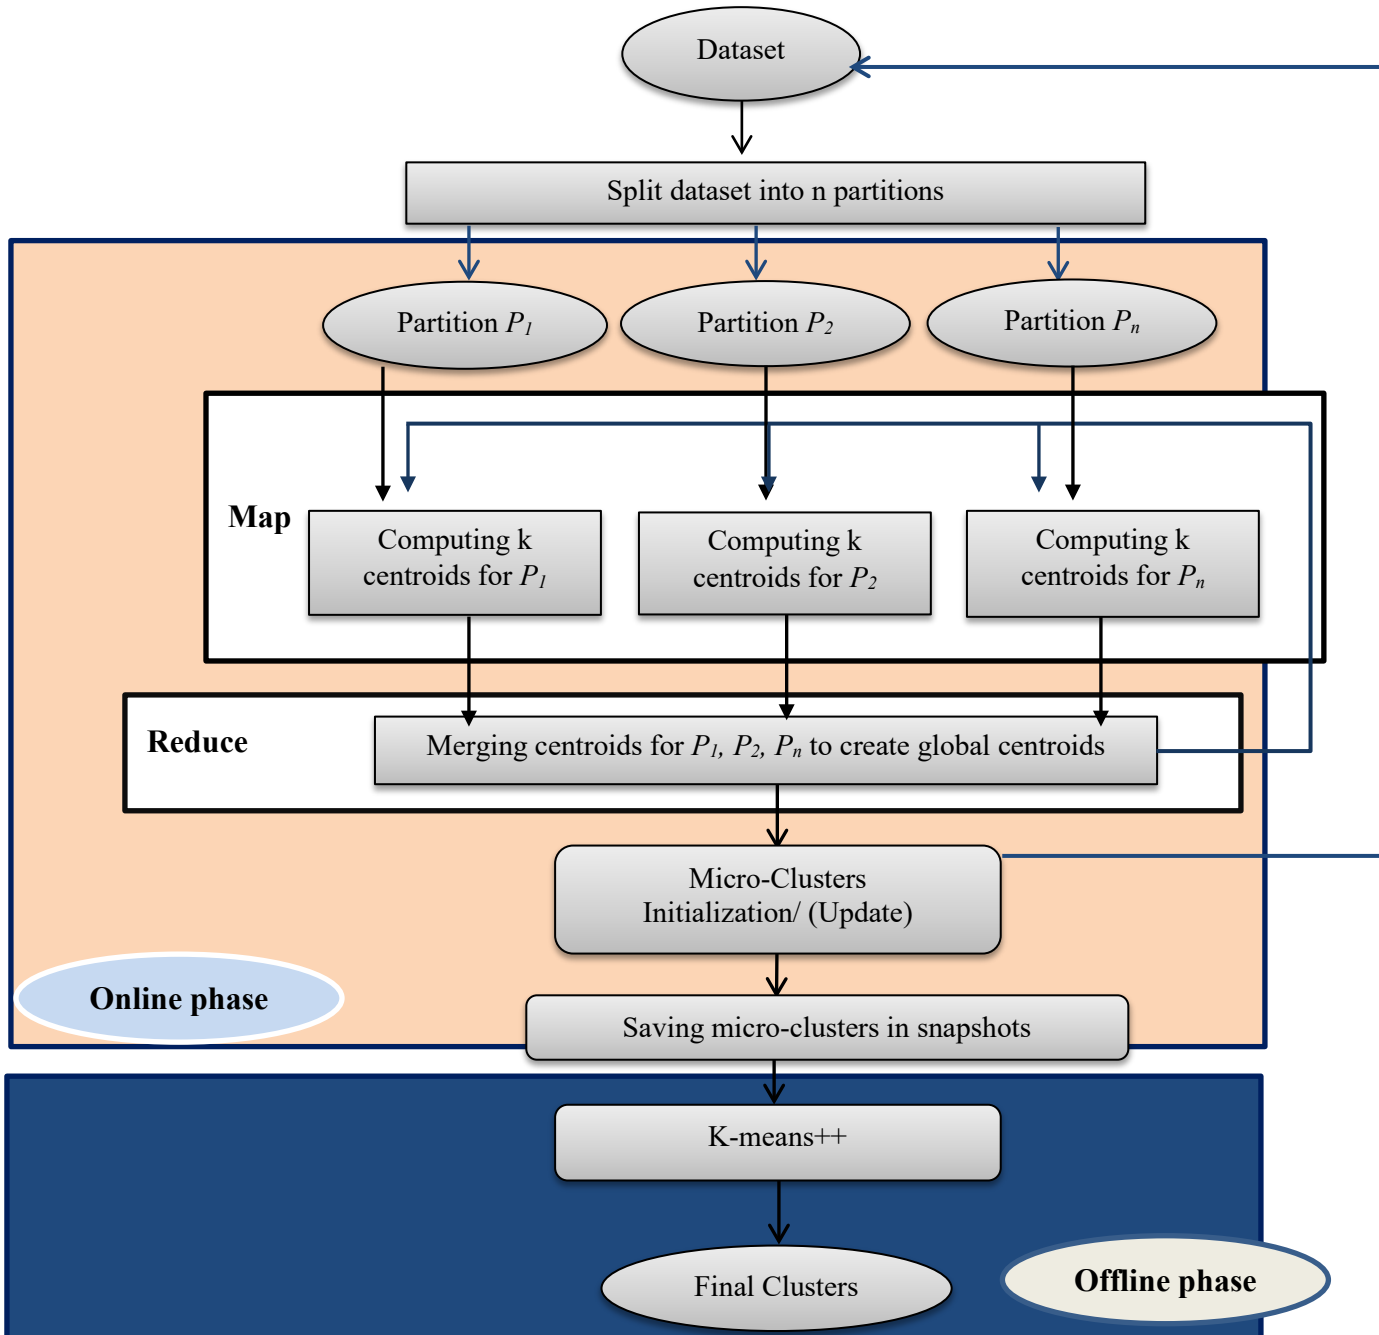 Dataset
Split dataset into n partitions
Partition P1
Partition P2
Partition Pn
Map
Computing k
centroids for P1
Computing k
centroids for P2
Computing k
centroids for Pn
Reduce
Merging centroids for P1, P2, Pn to create global centroids
Micro-Clusters
Initialization/ (Update)
Online phase
Saving micro-clusters in snapshots
K-means++
Final Clusters
Offline phase